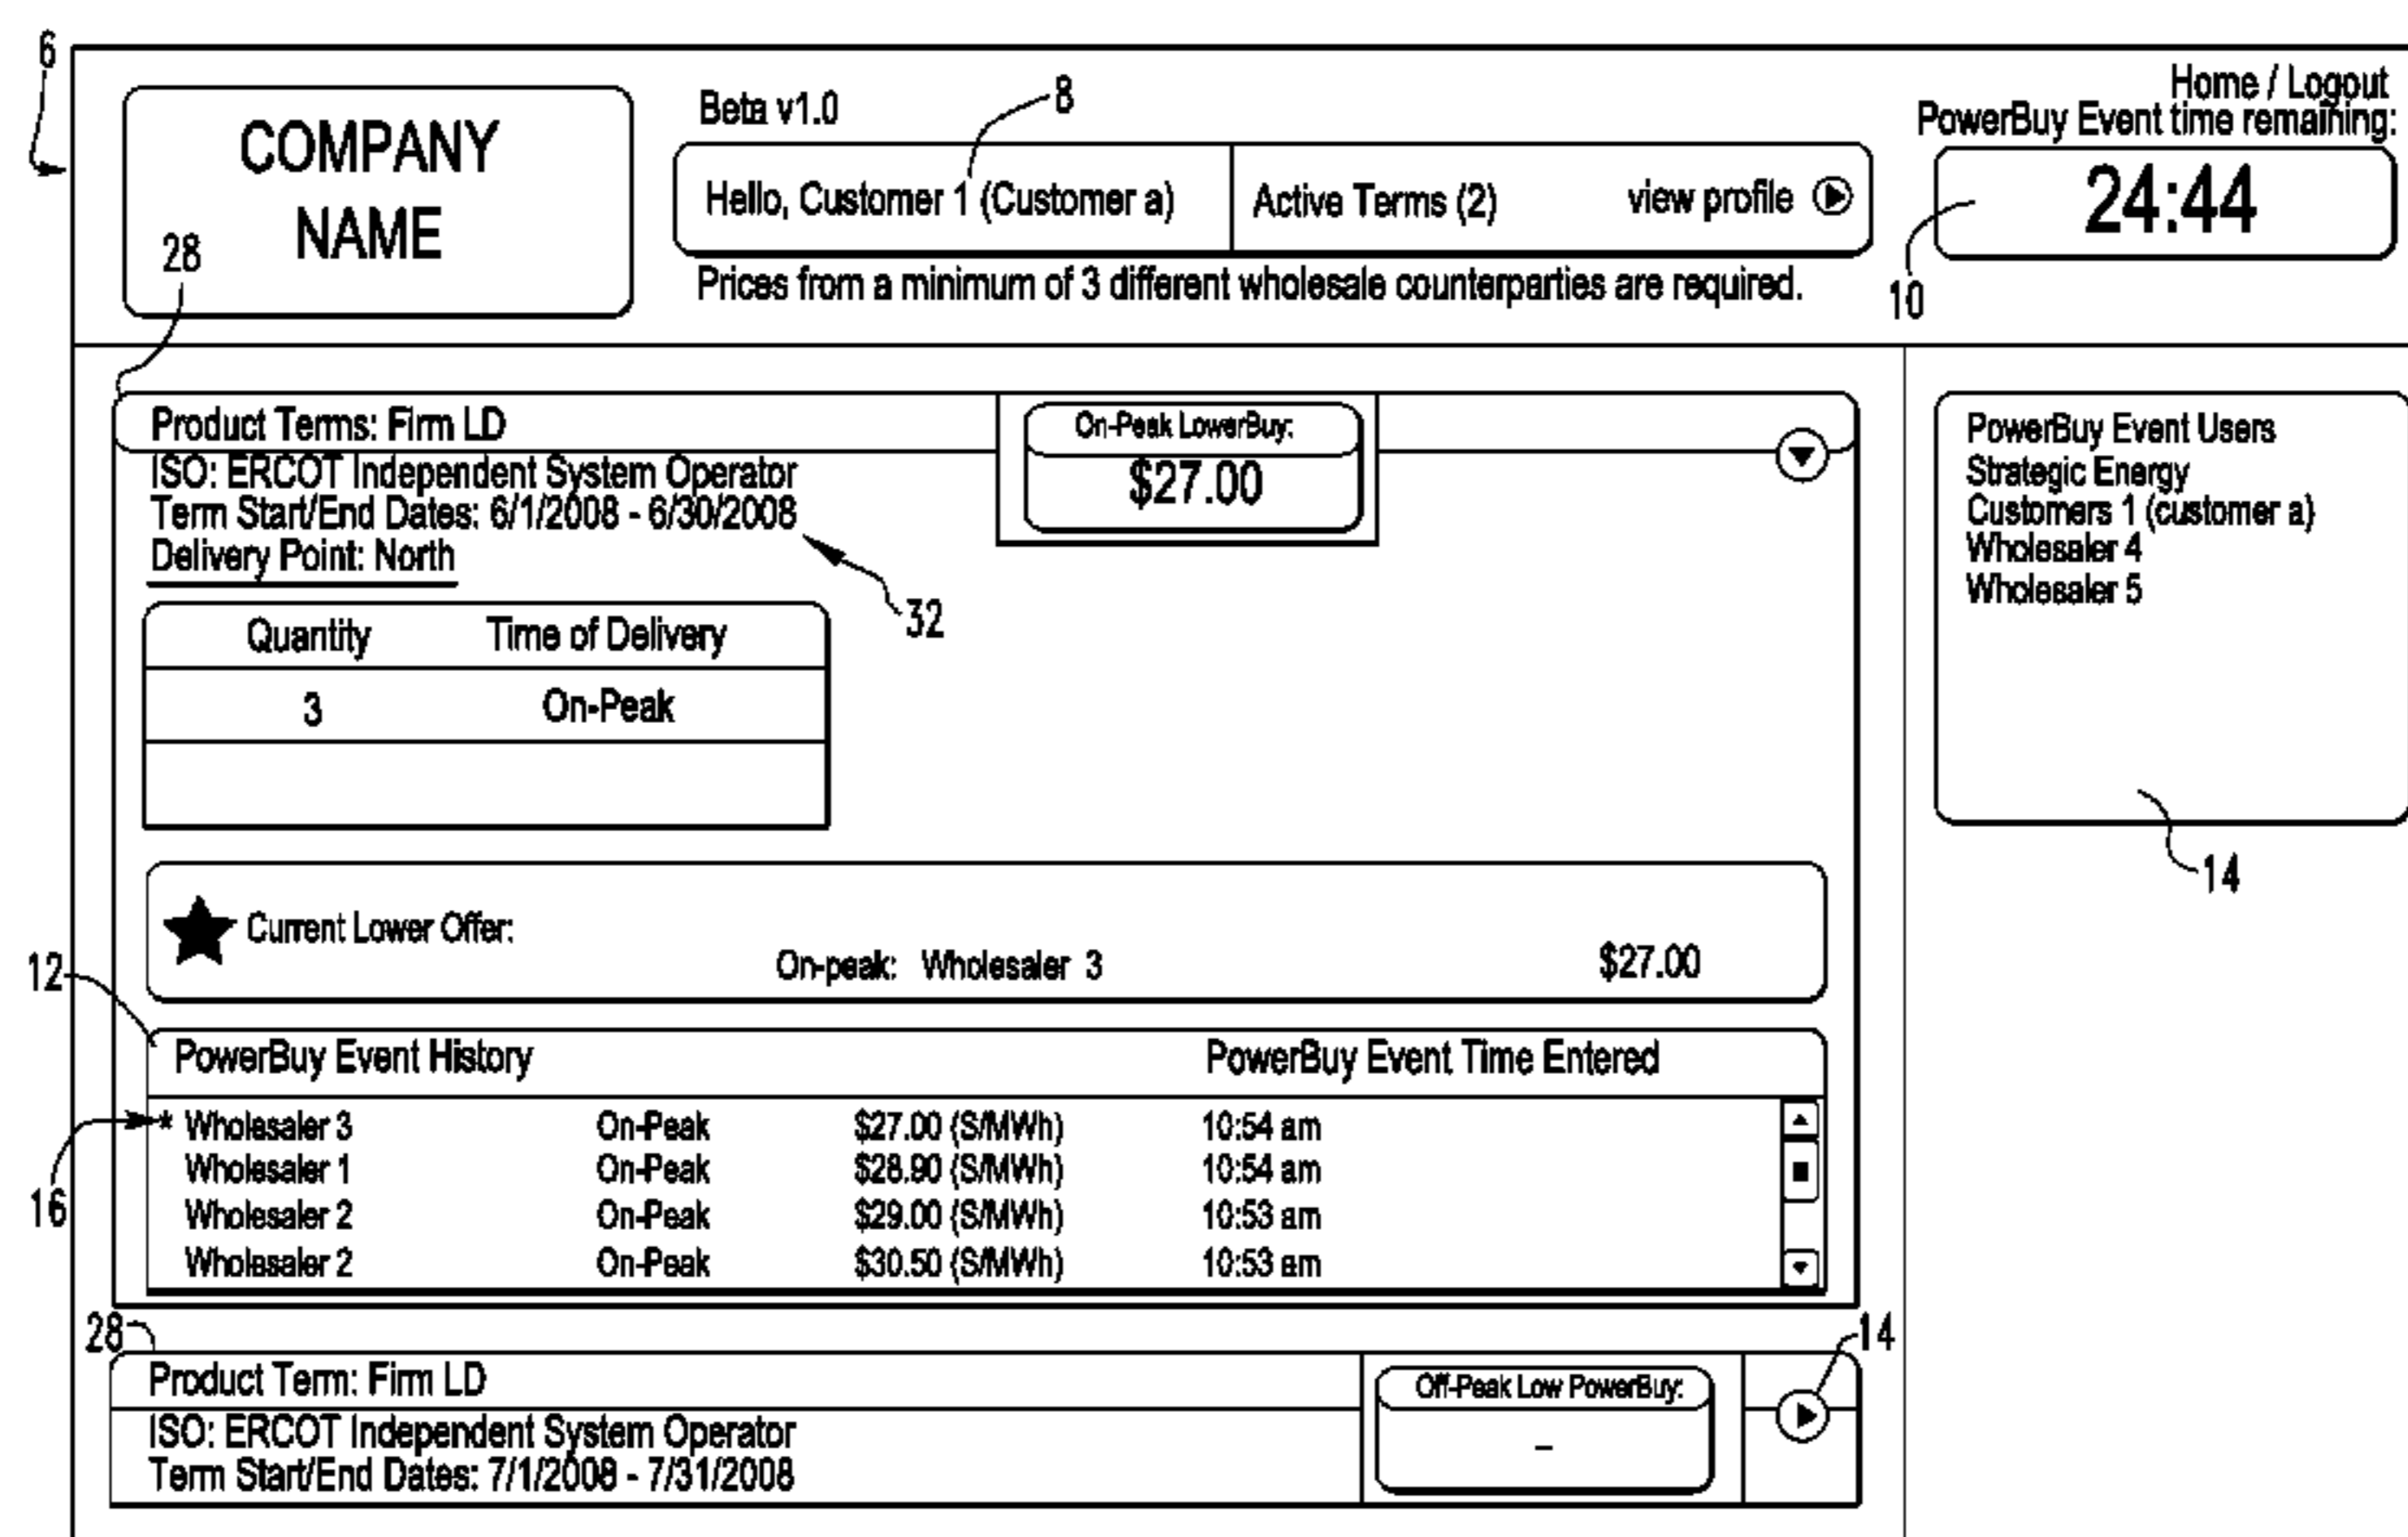 6
COMPANY
NAME
Beta v1.0
8
Home / Logout
PowerBuy Event time remaining:
Hello, Customer 1 (Customer a)
Active Terms (2)
view profile
24:44
Prices from a minimum of 3 different wholesale counterparties are required.
10
28
Product Terms: Firm LD
On-Peak LowerBuy:
$27.00
ISO: ERCOT Independent System Operator
Term Start/End Dates: 6/1/2008 - 6/30/2008
Delivery Point: North
32
PowerBuy Event Users
Strategic Energy
Customers 1 (customer a)
Wholesaler 4
Wholesaler 5
14
Quantity Time of Delivery
3 On-Peak
Current Lower Offer:
On-peak: Wholesaler 3 $27.00
12
PowerBuy Event History PowerBuy Event Time Entered
16
* Wholesaler 3 On-Peak $27.00 (S/MWh) 10:54 am
Wholesaler 1 On-Peak $28.90 (S/MWh) 10:54 am
Wholesaler 2 On-Peak $29.00 (S/MWh) 10:53 am
Wholesaler 2 On-Peak $30.50 (S/MWh) 10:53 am
28
14
Product Term: Firm LD
Off-Peak Low PowerBuy:
–
ISO: ERCOT Independent System Operator
Term Start/End Dates: 7/1/2008 - 7/31/2008